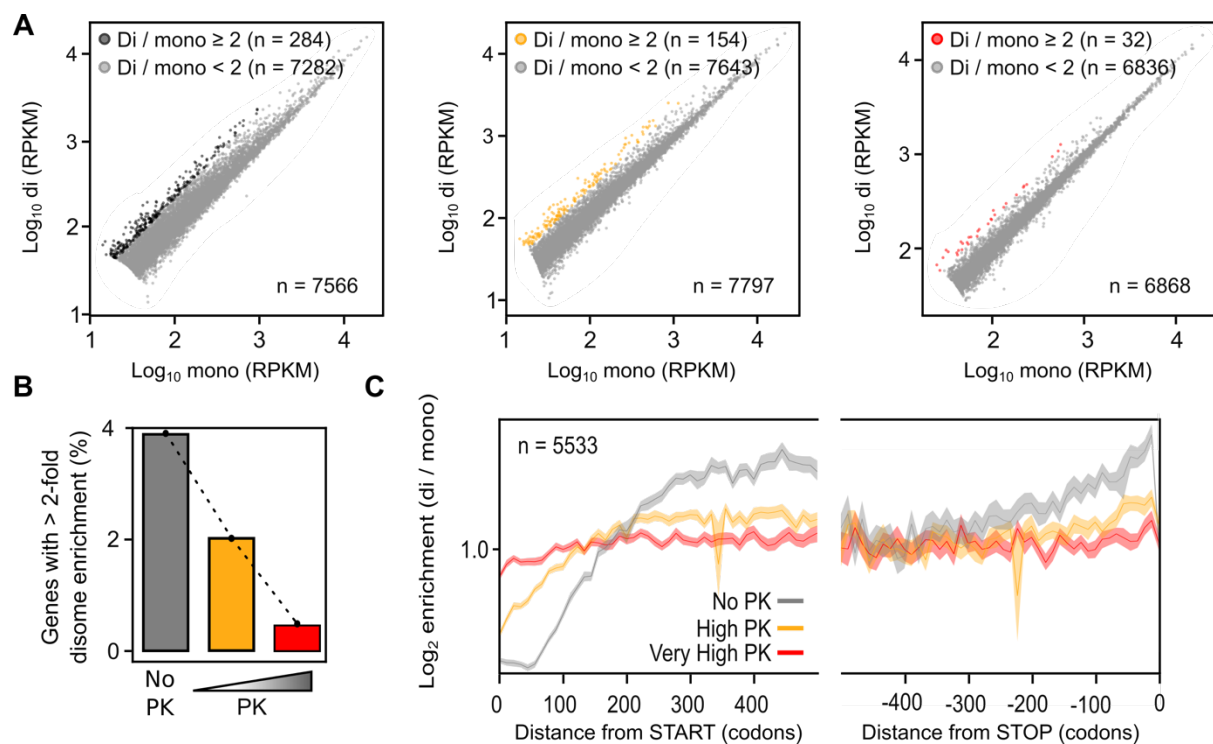 A
Di / mono ≥ 2 (n = 284)
Di / mono < 2 (n = 7282)
4
3
2
1
Log₁₀ di (RPKM)
n = 7566
1 2 3 4
Log₁₀ mono (RPKM)
Di / mono ≥ 2 (n = 154)
Di / mono < 2 (n = 7643)
4
3
2
1
Log₁₀ di (RPKM)
n = 7797
1 2 3 4
Log₁₀ mono (RPKM)
Di / mono ≥ 2 (n = 32)
Di / mono < 2 (n = 6836)
4
3
2
Log₁₀ di (RPKM)
n = 6868
2 3 4
Log₁₀ mono (RPKM)
B
Genes with > 2-fold
disome enrichment (%)
4
2
0
No
PK
PK
C
Log₂ enrichment (di / mono)
n = 5533
1.0
No PK
High PK
Very High PK
0 100 200 300 400
Distance from START (codons)
-400 -300 -200 -100 0
Distance from STOP (codons)